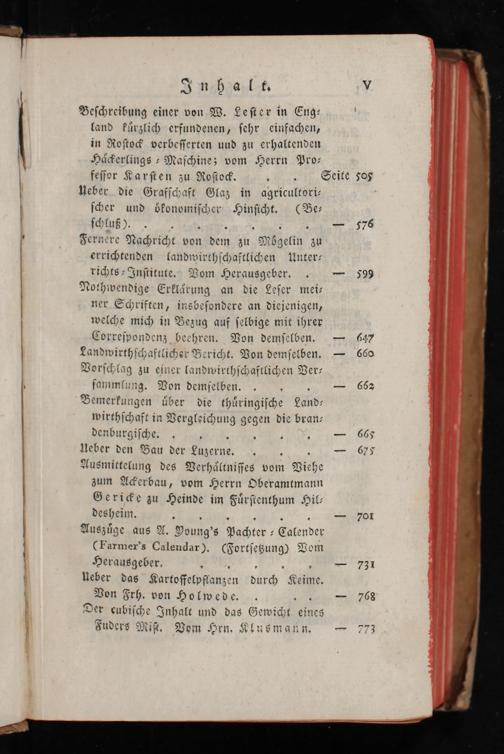 Inhalt. V
Beschreibung einer von W. Lester in Eng-
land kürzlich erfundenen, sehr einfachen,
in Rostock verbesserten und zu erhaltenden
Häckerlings-Maschine; vom Herrn Pro-
fessor Karsten zu Rostock. . . Seite 505
Ueber die Grafschaft Glaz in agricultori-
scher und ökonomischer Hinsicht. (Be-
schluß). . . . . . . — 576
Fernere Nachricht von dem zu Mögelin zu
errichtenden landwirthschaftlichen Unter-
richts-Institute. Vom Herausgeber. . — 599
Nothwendige Erklärung an die Leser mei-
ner Schriften, insbesondere an diejenigen,
welche mich in Bezug auf selbige mit ihrer
Correspondenz beehren. Von demselben. — 647
Landwirthschaftlicher Bericht. Von demselben. — 660
Vorschlag zu einer landwirthschaftlichen Ver-
sammlung. Von demselben. . . . — 662
Bemerkungen über die thüringische Land-
wirthschaft in Vergleichung gegen die bran-
denburgische. . . . . . — 665
Ueber den Bau der Luzerne. . . . — 675
Ausmittelung des Verhältnisses vom Viehe
zum Ackerbau, vom Herrn Oberamtmann
Gericke zu Heinde im Fürstenthum Hil-
desheim. . . . . . . — 701
Auszüge aus A. Young's Pachter-Calender
(Farmer's Calendar). (Fortsetzung) Vom
Herausgeber. . . . . . — 731
Ueber das Kartoffelpflanzen durch Keime.
Von Frh. von Holwede. . . . — 768
Der cubische Inhalt und das Gewicht eines
Fuders Mist. Vom Hrn. Klusmann. — 773